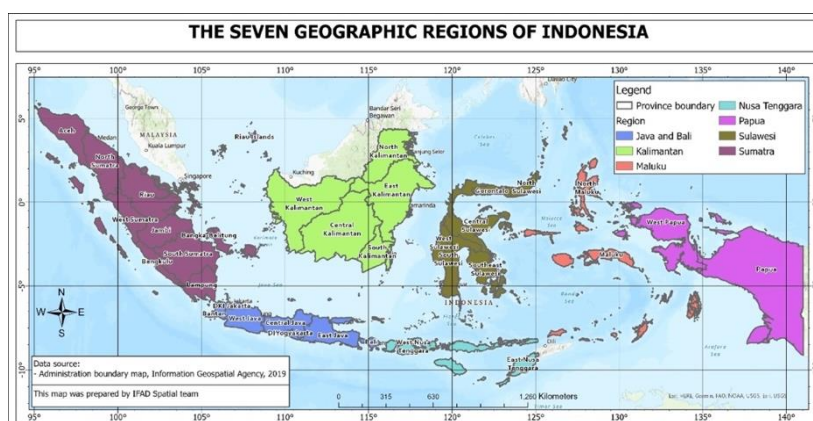 THE SEVEN GEOGRAPHIC REGIONS OF INDONESIA
95° 100° 105° 110° 115° 120° 125° 130° 135° 140°
5°
0°
-5°
-10°
Legend
Province boundary
Region
Java and Bali
Kalimantan
Maluku
Nusa Tenggara
Papua
Sulawesi
Sumatra
Davao City
George Town
Bandar Seri
Begawan
Medan
MALAYSIA
Kuala Lumpur
Singapore
Kuching
Aceh
North
Sumatra
Riau Islands
Riau
West Sumatra
Jambi
Bangka Belitung
South Sumatra
Bengkulu
Lampung
North
Kalimantan
East
Kalimantan
West
Kalimantan
Central
Kalimantan
South
Kalimantan
Gorontalo
North
Sulawesi
Central
Sulawesi
West
Sulawesi
South
Sulawesi
Southeast
Sulawesi
INDONESIA
North
Maluku
Maluku
West Papua
Papua
DKI Jakarta
Banten
West Java
Central Java
DI Yogyakarta
East Java
Bali
West Nusa
Tenggara
East Nusa
Tenggara
Dili
N
W E
S
Data source:
- Administration boundary map, Information Geospatial Agency, 2019
This map was prepared by IFAD Spatial team
0 315 630 1,260 Kilometers